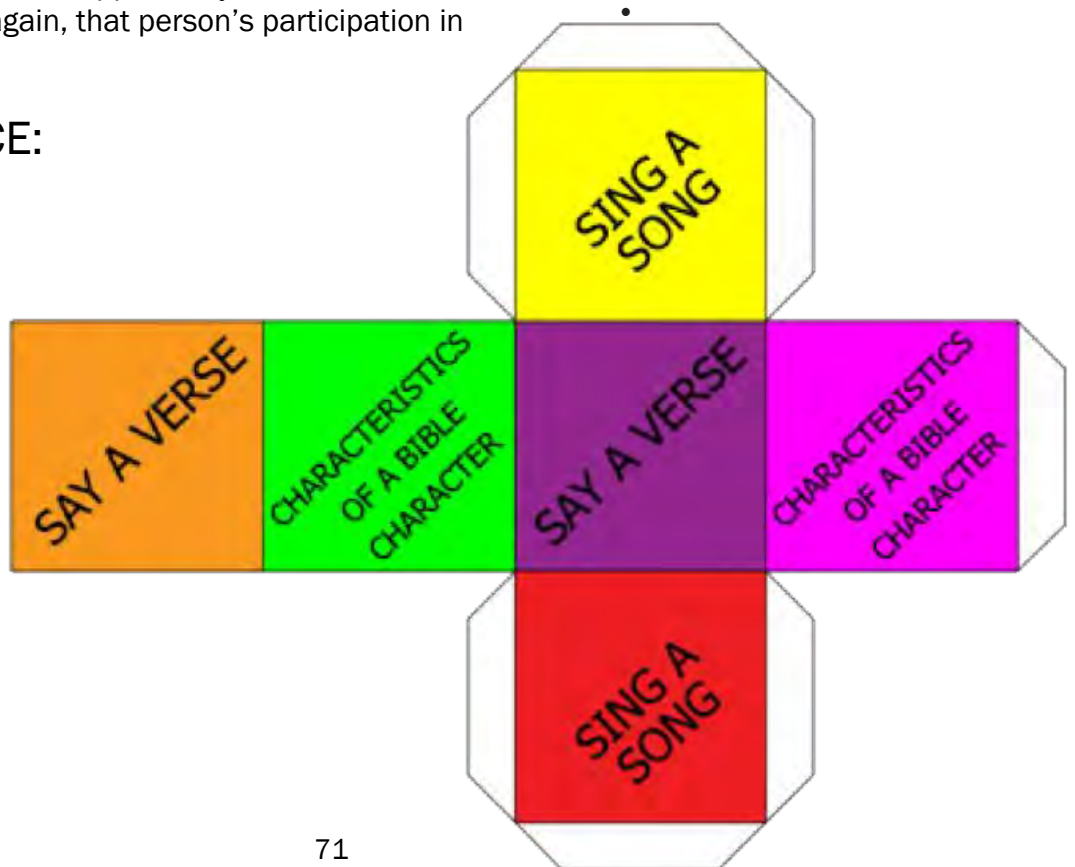 gain, that person's participation in
CE:
SING A
SONG
SAY A VERSE
CHARACTERISTICS
OF A BIBLE
CHARACTER
SAY A VERSE
CHARACTERISTICS
OF A BIBLE
CHARACTER
SING A
SONG
71